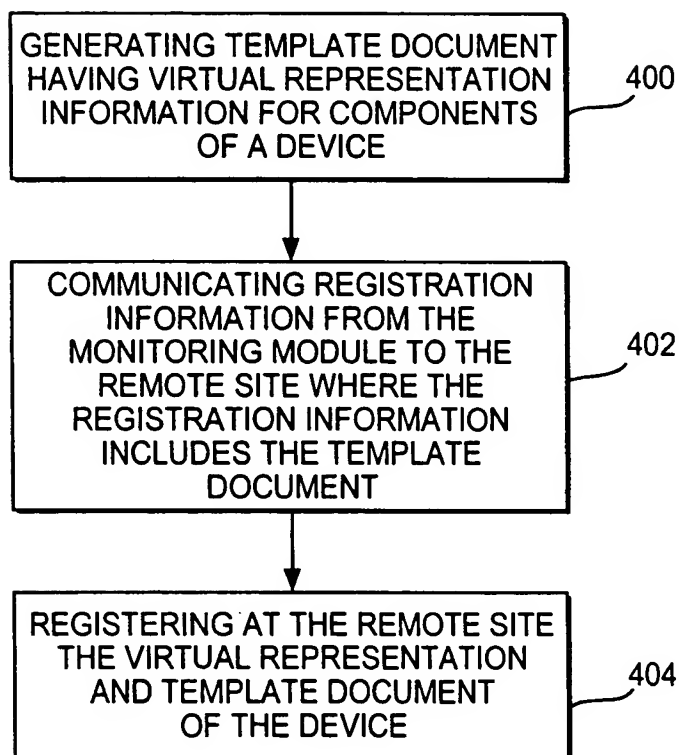 GENERATING TEMPLATE DOCUMENT
HAVING VIRTUAL REPRESENTATION
INFORMATION FOR COMPONENTS
OF A DEVICE
400
COMMUNICATING REGISTRATION
INFORMATION FROM THE
MONITORING MODULE TO THE
REMOTE SITE WHERE THE
REGISTRATION INFORMATION
INCLUDES THE TEMPLATE
DOCUMENT
402
REGISTERING AT THE REMOTE SITE
THE VIRTUAL REPRESENTATION
AND TEMPLATE DOCUMENT
OF THE DEVICE
404